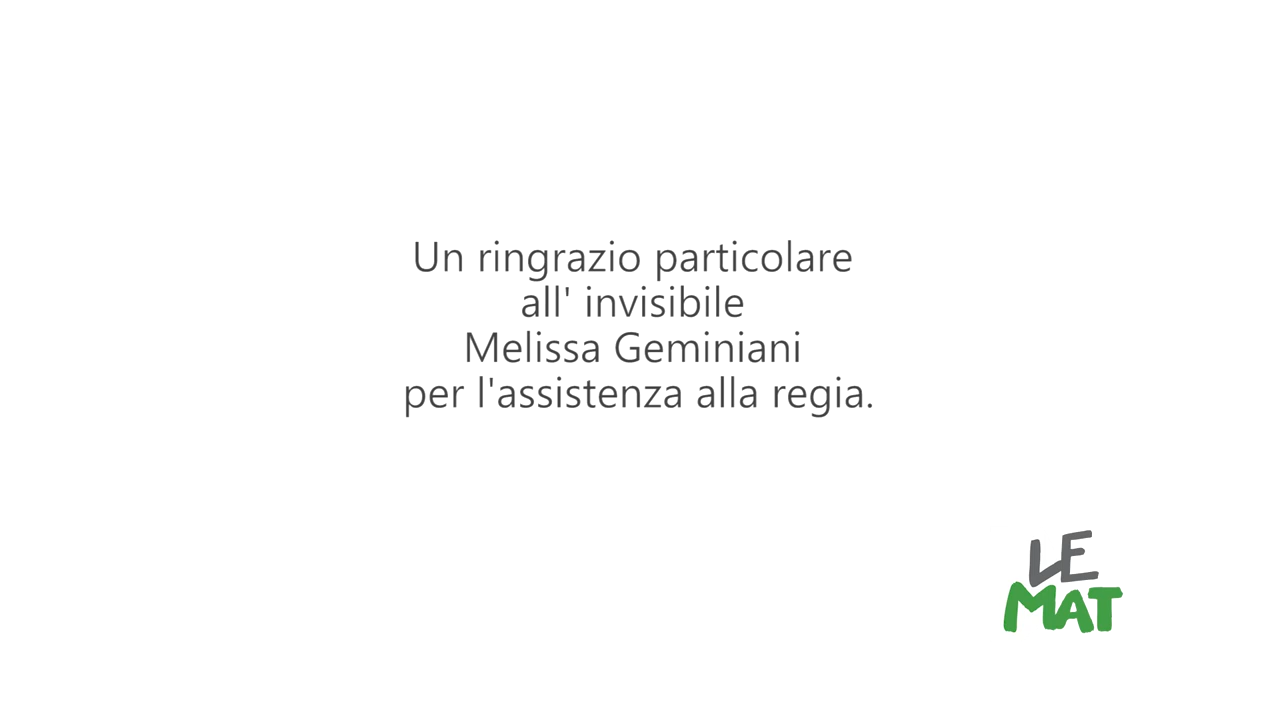 Un ringrazio particolare
all' invisibile
Melissa Geminiani
per l'assistenza alla regia.
LE
MAT